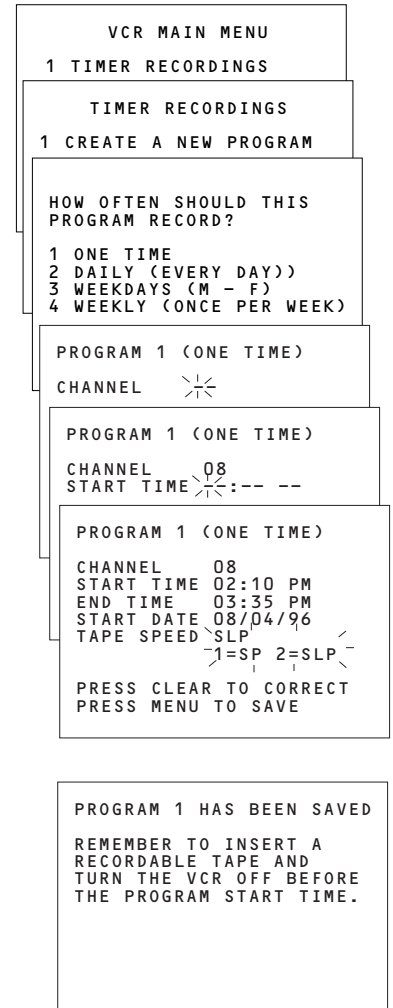 VCR MAIN MENU
1 TIMER RECORDINGS
TIMER RECORDINGS
1 CREATE A NEW PROGRAM
HOW OFTEN SHOULD THIS
PROGRAM RECORD?
1 ONE TIME
2 DAILY (EVERY DAY))
3 WEEKDAYS (M – F)
4 WEEKLY (ONCE PER WEEK)
PROGRAM 1 (ONE TIME)
CHANNEL --
PROGRAM 1 (ONE TIME)
CHANNEL 08
START TIME --:-- --
PROGRAM 1 (ONE TIME)
CHANNEL 08
START TIME 02:10 PM
END TIME 03:35 PM
START DATE 08/04/96
TAPE SPEED SLP
1=SP 2=SLP
PRESS CLEAR TO CORRECT
PRESS MENU TO SAVE
PROGRAM 1 HAS BEEN SAVED
REMEMBER TO INSERT A
RECORDABLE TAPE AND
TURN THE VCR OFF BEFORE
THE PROGRAM START TIME.